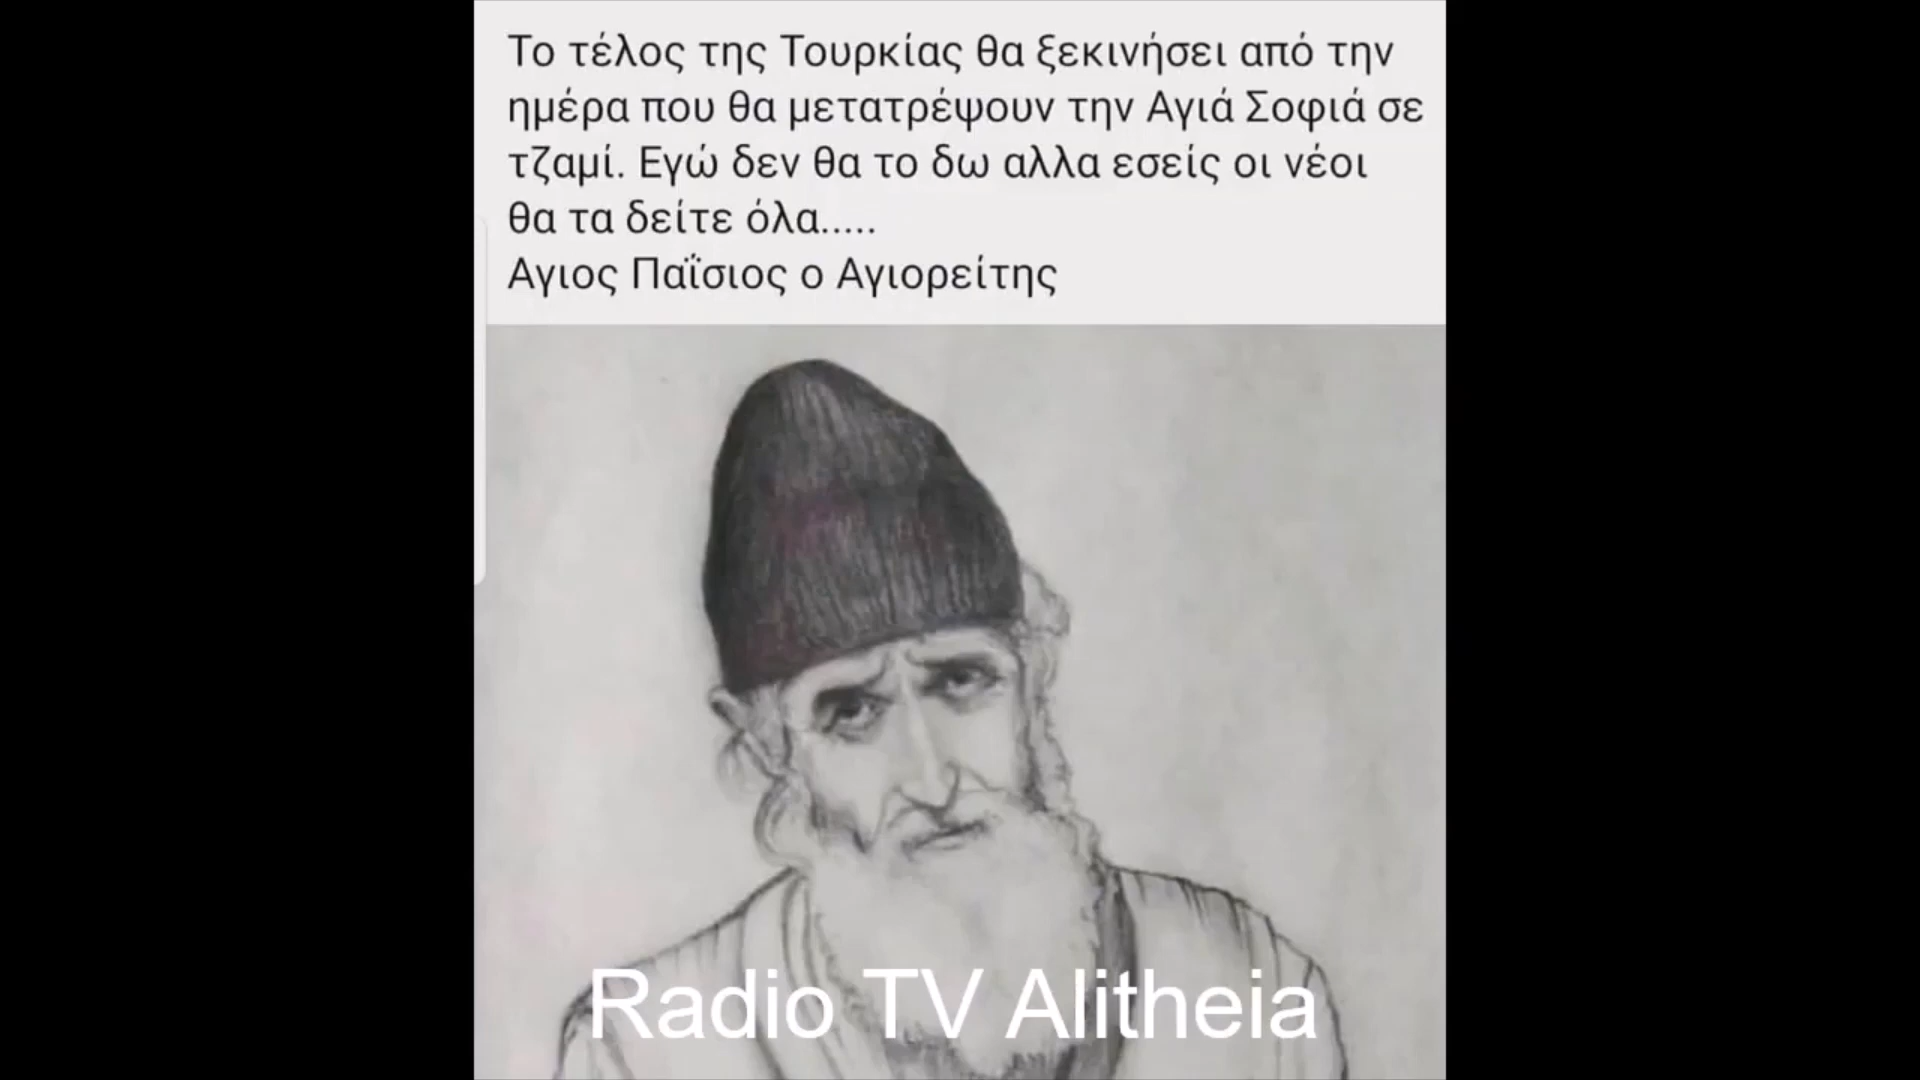 Το τέλος της Τουρκίας θα ξεκινήσει από την
ημέρα που θα μετατρέψουν την Αγιά Σοφιά σε
τζαμί. Εγώ δεν θα το δω αλλα εσείς οι νέοι
θα τα δείτε όλα.....
Αγιος Παΐσιος ο Αγιορείτης
Radio TV Alitheia